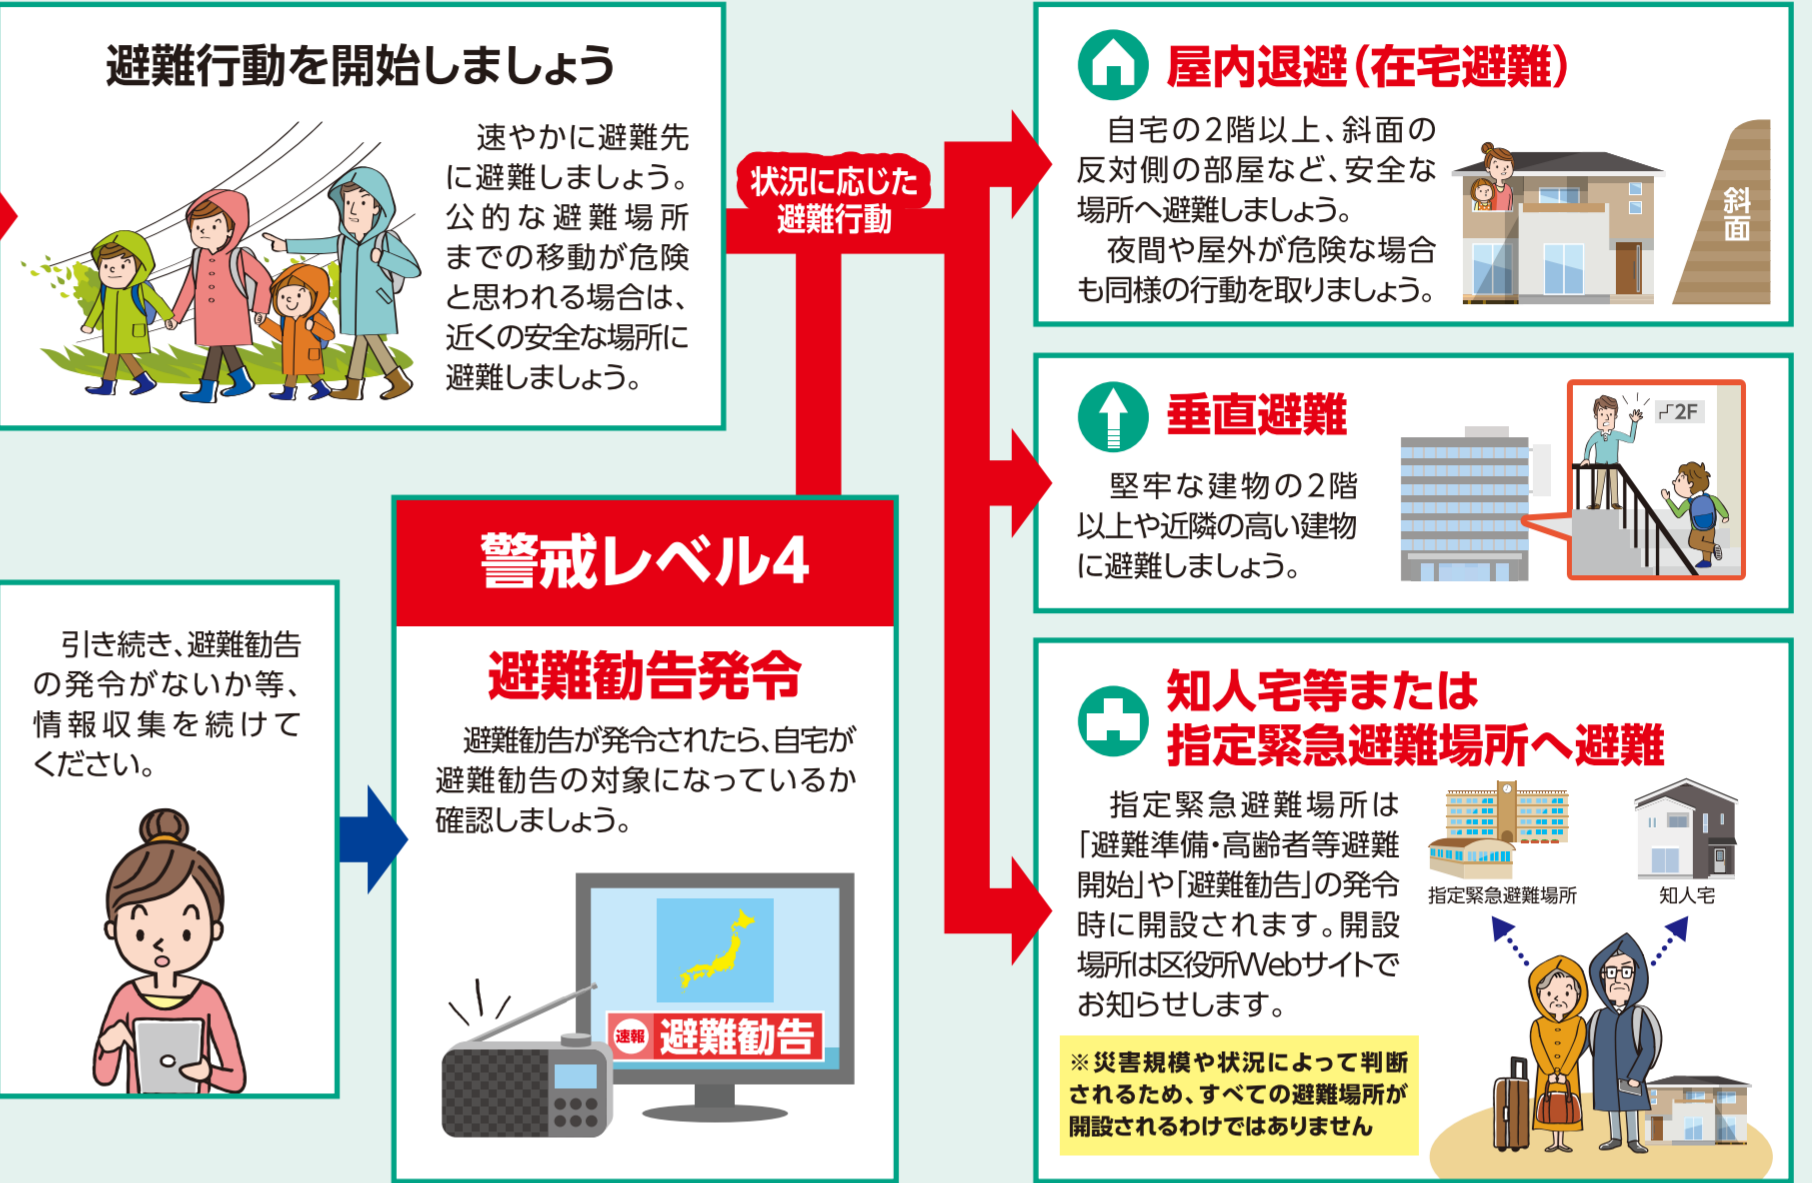 避難行動を開始しましょう
速やかに避難先
に避難しましょう。
公的な避難場所
までの移動が危険
と思われる場合は、
近くの安全な場所に
避難しましょう。
状況に応じた
避難行動
引き続き、避難勧告
の発令がないか等、
情報収集を続けて
ください。
警戒レベル4
避難勧告発令
避難勧告が発令されたら、自宅が
避難勧告の対象になっているか
確認しましょう。
速報 避難勧告
屋内退避(在宅避難)
自宅の2階以上、斜面の
反対側の部屋など、安全な
場所へ避難しましょう。
夜間や屋外が危険な場合
も同様の行動を取りましょう。
斜面
垂直避難
堅牢な建物の2階
以上や近隣の高い建物
に避難しましょう。
2F
知人宅等または
指定緊急避難場所へ避難
指定緊急避難場所は
「避難準備・高齢者等避難
開始」や「避難勧告」の発令
時に開設されます。開設
場所は区役所Webサイトで
お知らせします。
指定緊急避難場所
知人宅
※災害規模や状況によって判断
されるため、すべての避難場所が
開設されるわけではありません